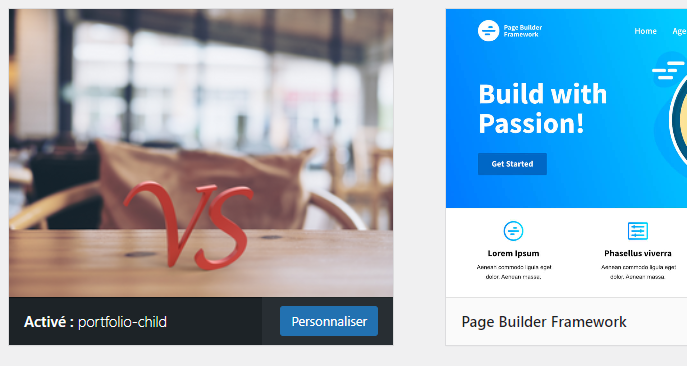 VS
Activé : portfolio-child
Personnaliser
Page Builder
Framework
Home
Build with
Passion!
Get Started
Lorem Ipsum
Aenean commodo ligula eget
dolor. Aenean massa.
Phasellus viverra
Aenean commodo ligula eget
dolor. Aenean massa.
Page Builder Framework